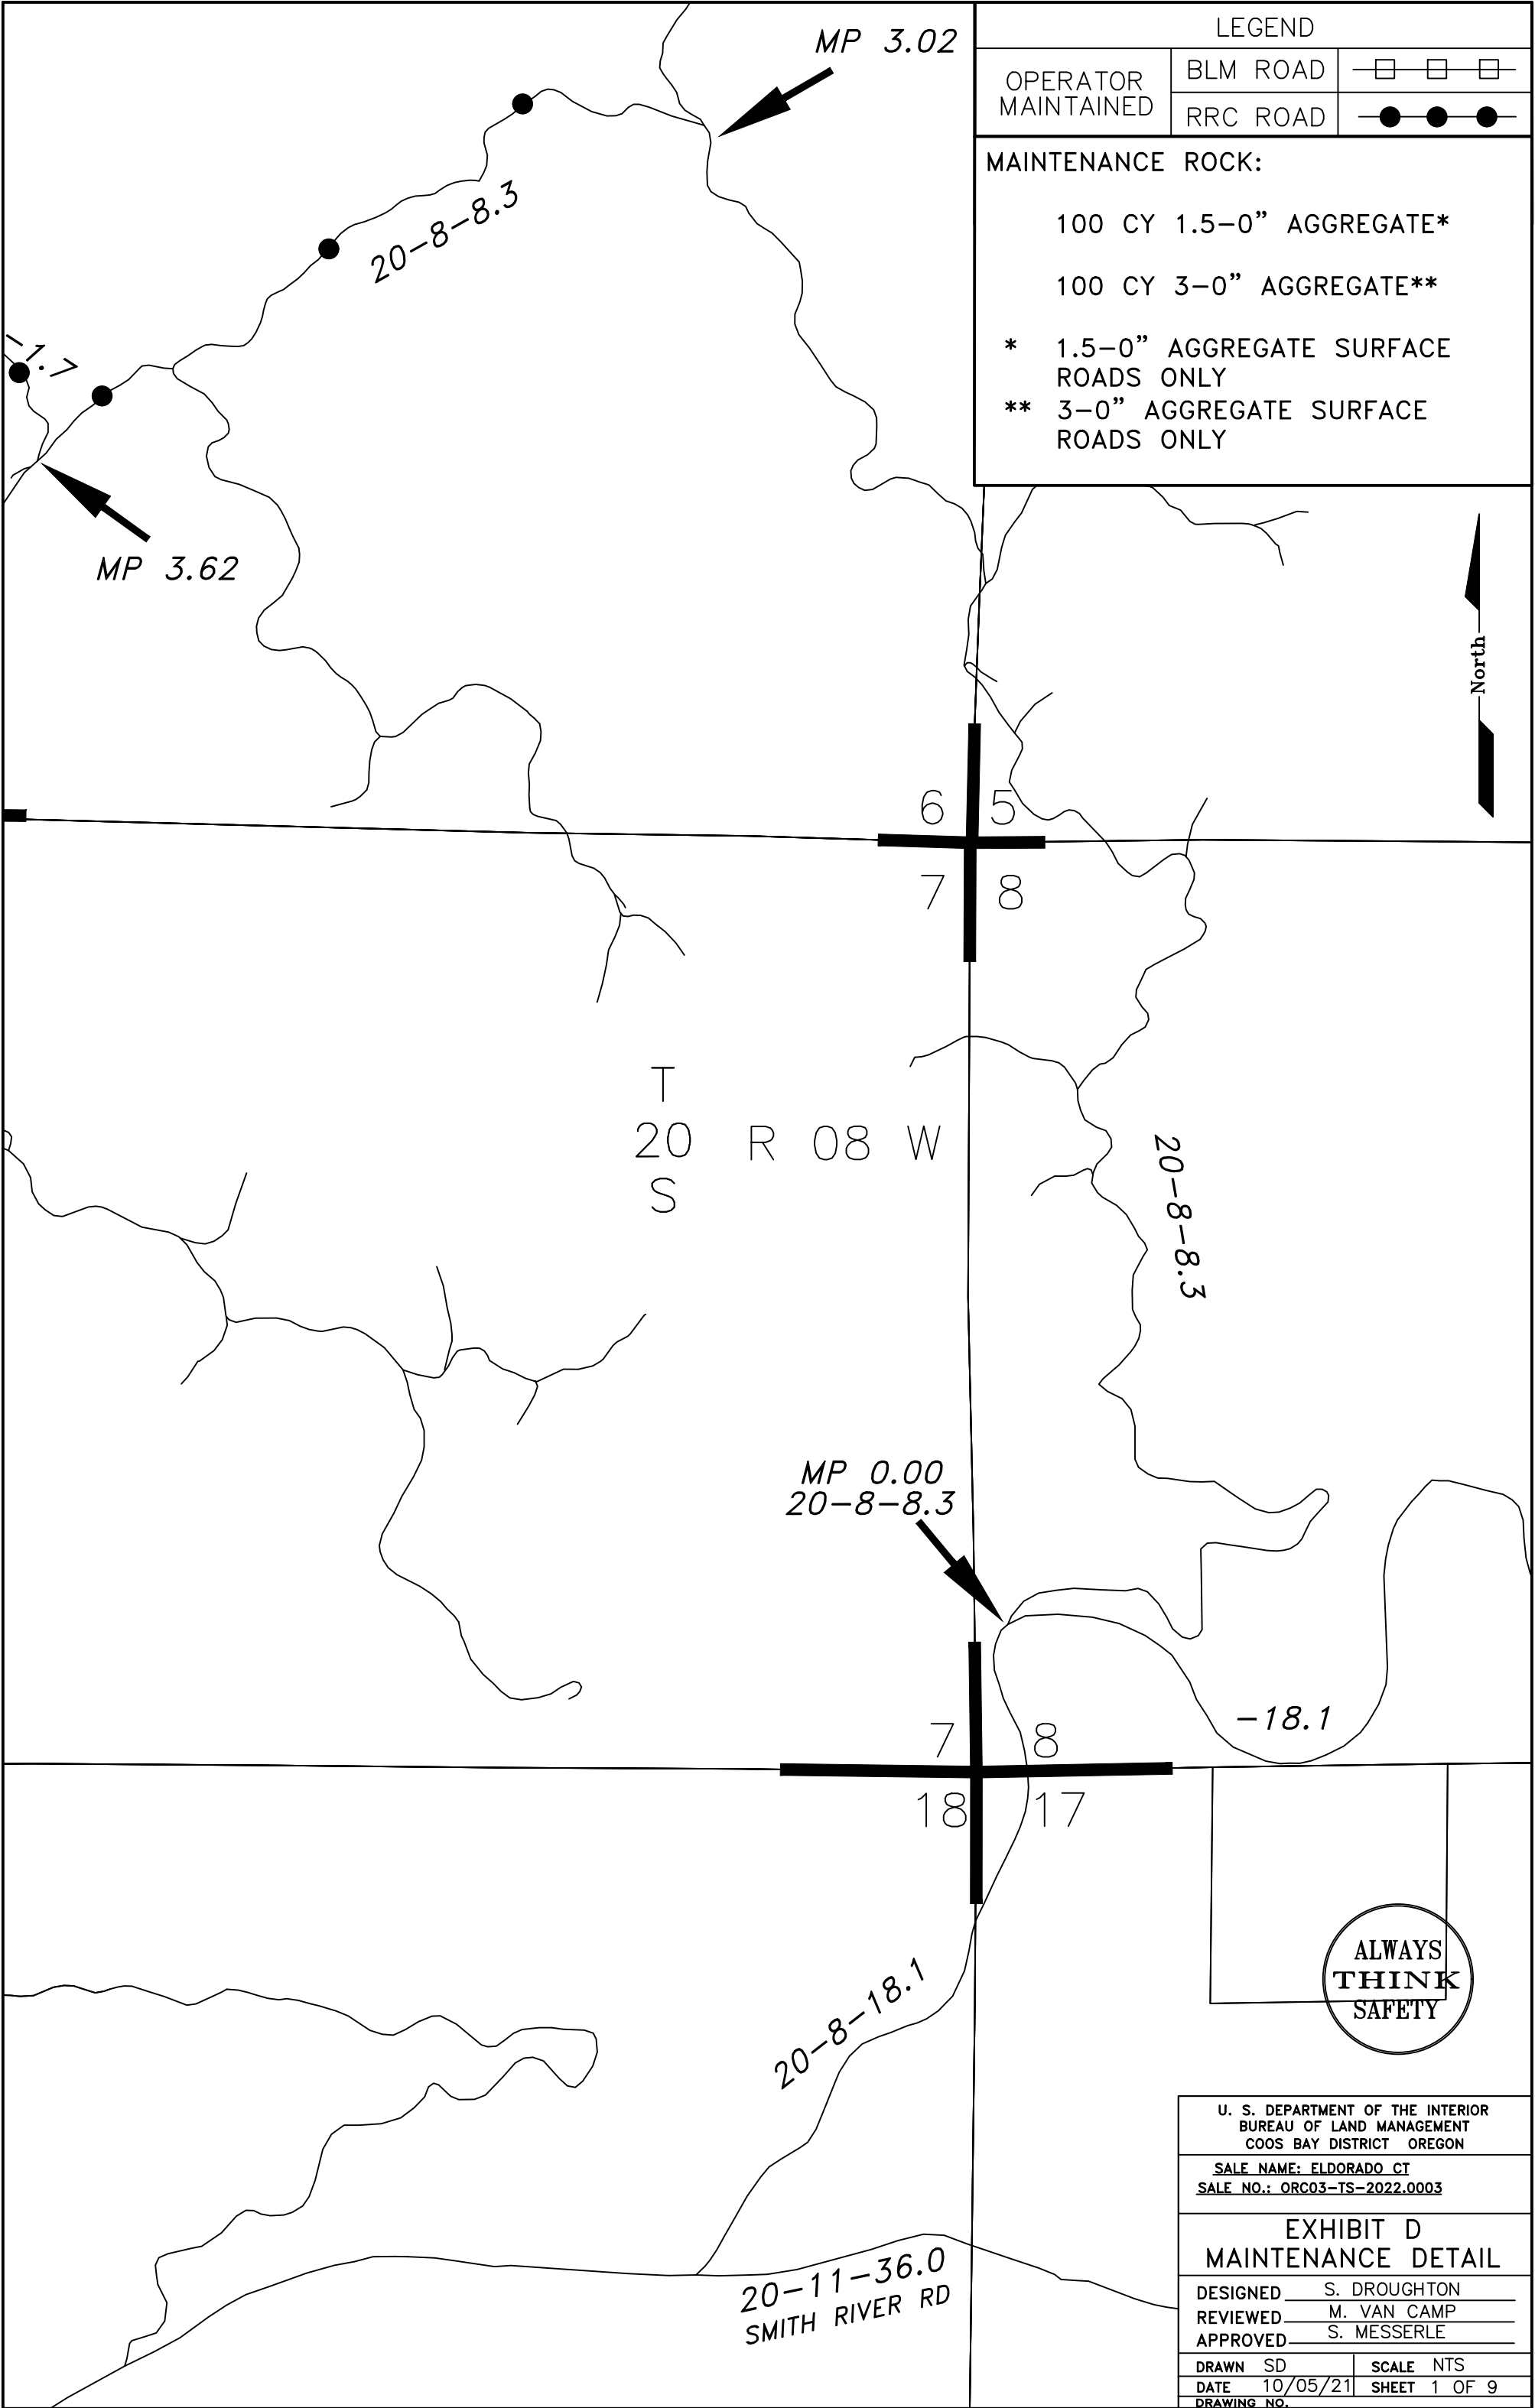 LEGEND
OPERATOR
MAINTAINED
BLM ROAD
RRC ROAD
MAINTENANCE ROCK:
100 CY 1.5-0” AGGREGATE*
100 CY 3-0” AGGREGATE**
* 1.5-0” AGGREGATE SURFACE
ROADS ONLY
** 3-0” AGGREGATE SURFACE
ROADS ONLY
MP 3.02
20-8-8.3
-1.7
MP 3.62
North
6 5
7 8
T
20 R 08 W
S
20-8-8.3
MP 0.00
20-8-8.3
-18.1
7 8
18 17
ALWAYS
THINK
SAFETY
20-8-18.1
20-11-36.0
SMITH RIVER RD
U. S. DEPARTMENT OF THE INTERIOR
BUREAU OF LAND MANAGEMENT
COOS BAY DISTRICT OREGON
SALE NAME: ELDORADO CT
SALE NO.: ORC03-TS-2022.0003
EXHIBIT D
MAINTENANCE DETAIL
DESIGNED S. DROUGHTON
REVIEWED M. VAN CAMP
APPROVED S. MESSERLE
DRAWN SD SCALE NTS
DATE 10/05/21 SHEET 1 OF 9
DRAWING NO.